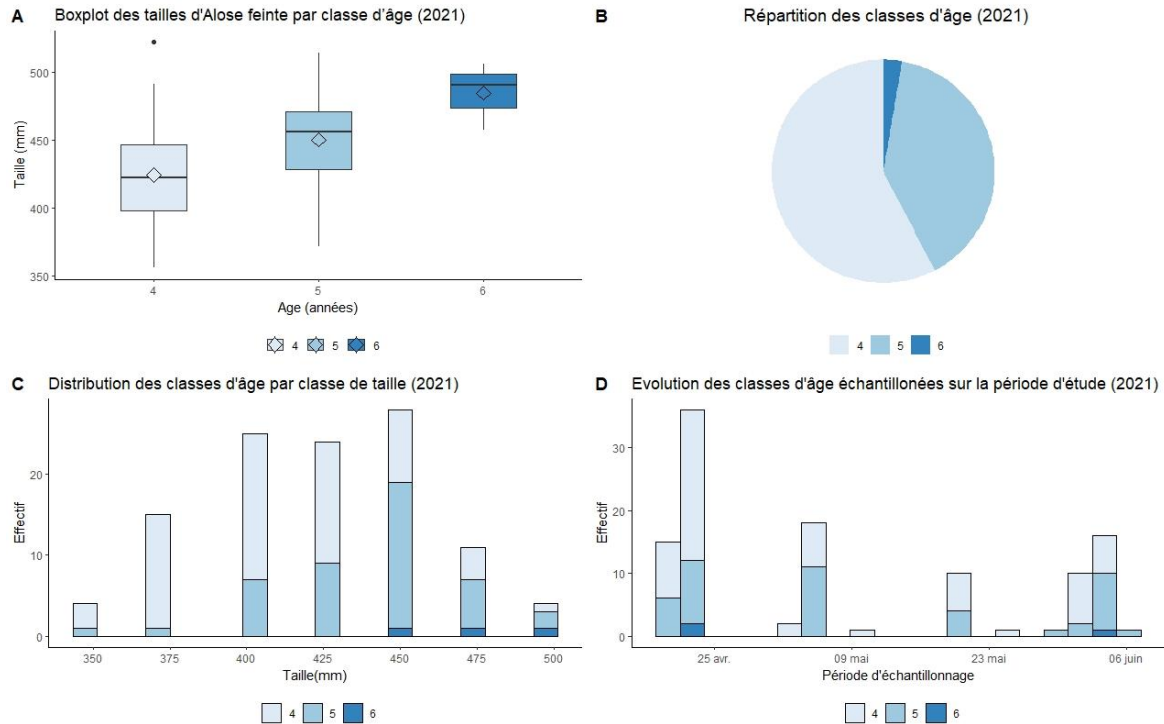 A Boxplot des tailles d'Alose feinte par classe d'âge (2021)
500
450
400
350
Taille (mm)
4 5 6
Age (années)
4 5 6
B Répartition des classes d'âge (2021)
4 5 6
C Distribution des classes d'âge par classe de taille (2021)
20
10
0
Effectif
350 375 400 425 450 475 500
Taille(mm)
4 5 6
D Evolution des classes d'âge échantillonées sur la période d'étude (2021)
30
20
10
0
Effectif
25 avr. 09 mai 23 mai 06 juin
Période d'échantillonnage
4 5 6